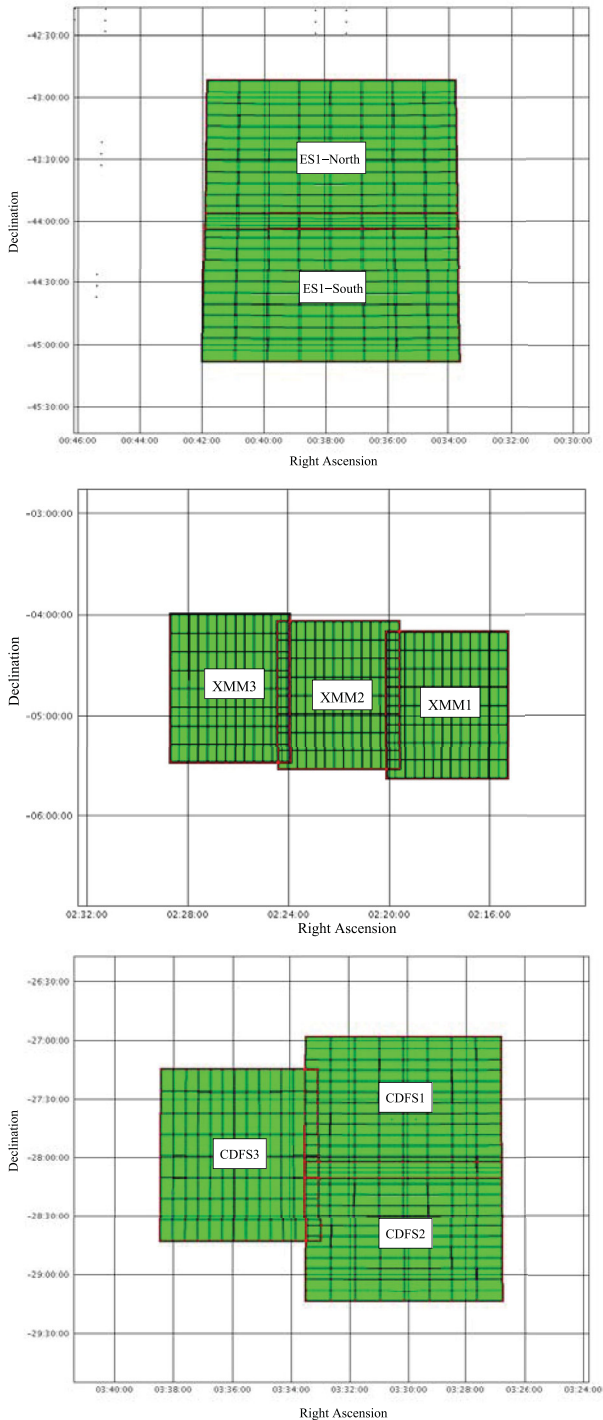 -42:30:00
-43:00:00
-43:30:00
-44:00:00
-44:30:00
-45:00:00
-45:30:00
Declination
ES1-North
ES1-South
00:46:00 00:44:00 00:42:00 00:40:00 00:38:00 00:36:00 00:34:00 00:32:00 00:30:00
Right Ascension
-03:00:00
-04:00:00
-05:00:00
-06:00:00
Declination
XMM3
XMM2
XMM1
02:32:00 02:28:00 02:24:00 02:20:00 02:16:00
Right Ascension
-26:30:00
-27:00:00
-27:30:00
-28:00:00
-28:30:00
-29:00:00
-29:30:00
Declination
CDFS1
CDFS3
CDFS2
03:40:00 03:38:00 03:36:00 03:34:00 03:32:00 03:30:00 03:28:00 03:26:00 03:24:00
Right Ascension